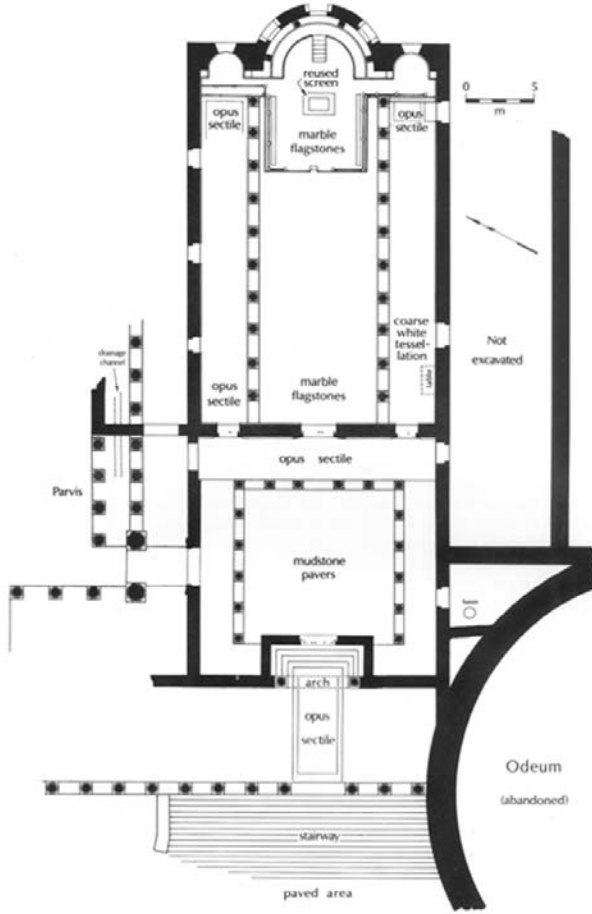 reused
screen
0 5
m
opus
sectile
opus
sectile
marble
flagstones
coarse
white
tessel-
lation
table
Not
excavated
drainage
channel
opus
sectile
marble
flagstones
opus sectile
Parvis
mudstone
pavers
basin
arch
opus
sectile
Odeum
(abandoned)
stairway
paved area